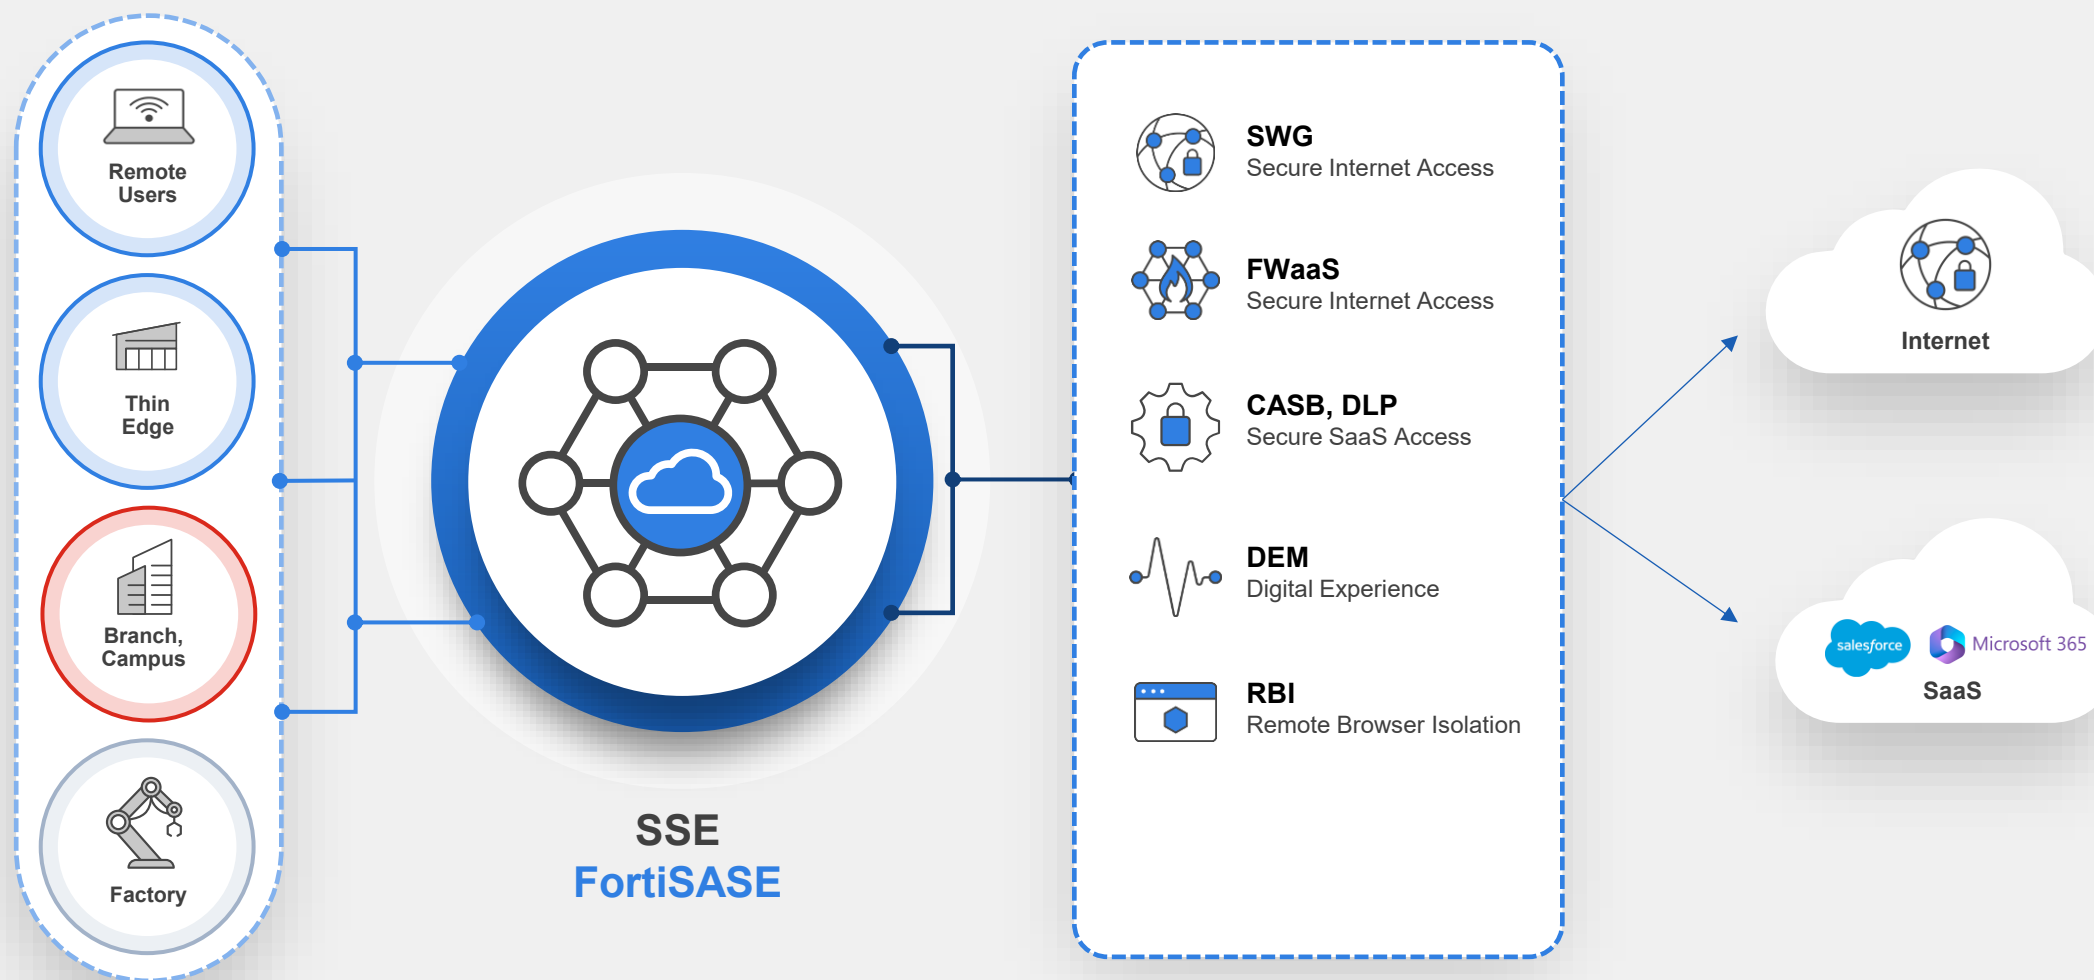 Remote
Users
Thin
Edge
Branch,
Campus
Factory
SSE
FortiSASE
SWG
Secure Internet Access
FWaaS
Secure Internet Access
CASB, DLP
Secure SaaS Access
DEM
Digital Experience
RBI
Remote Browser Isolation
Internet
salesforce
Microsoft 365
SaaS